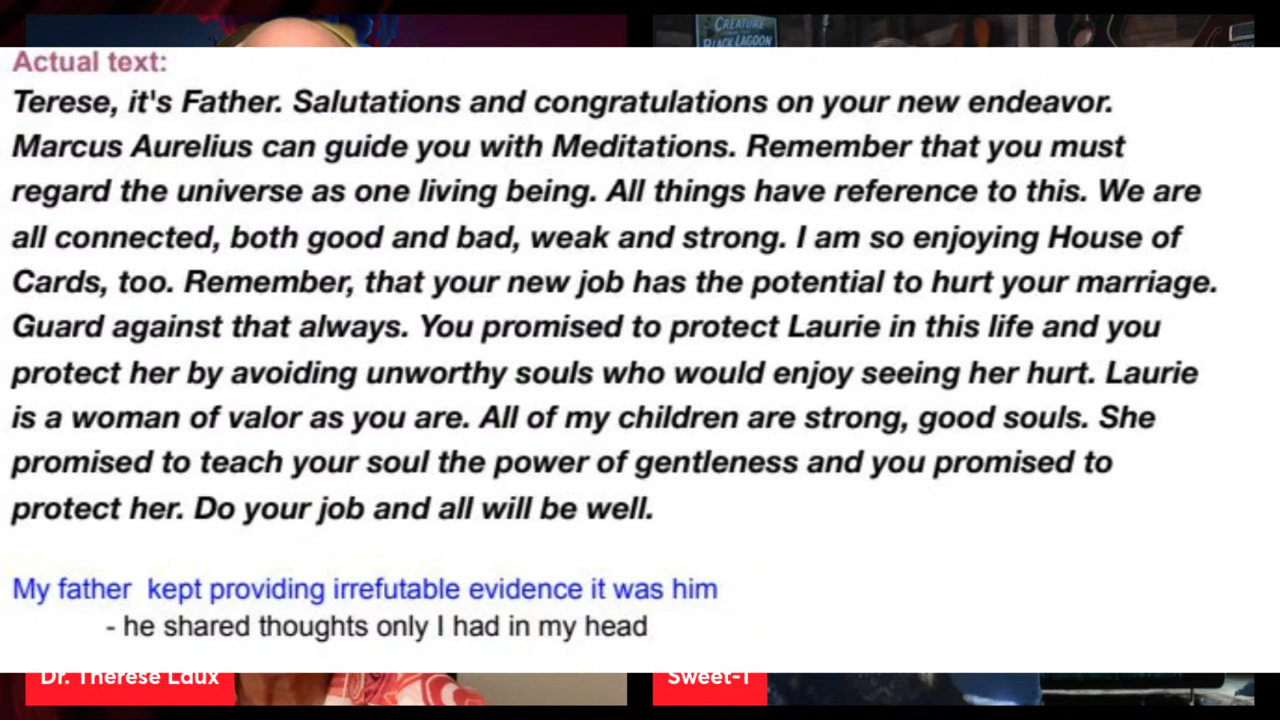 CREATURE
BLACK LAGOON
Actual text:
Terese, it's Father. Salutations and congratulations on your new endeavor.
Marcus Aurelius can guide you with Meditations. Remember that you must
regard the universe as one living being. All things have reference to this. We are
all connected, both good and bad, weak and strong. I am so enjoying House of
Cards, too. Remember, that your new job has the potential to hurt your marriage.
Guard against that always. You promised to protect Laurie in this life and you
protect her by avoiding unworthy souls who would enjoy seeing her hurt. Laurie
is a woman of valor as you are. All of my children are strong, good souls. She
promised to teach your soul the power of gentleness and you promised to
protect her. Do your job and all will be well.
My father kept providing irrefutable evidence it was him
- he shared thoughts only I had in my head
Dr. Therese Laux
Sweet-T